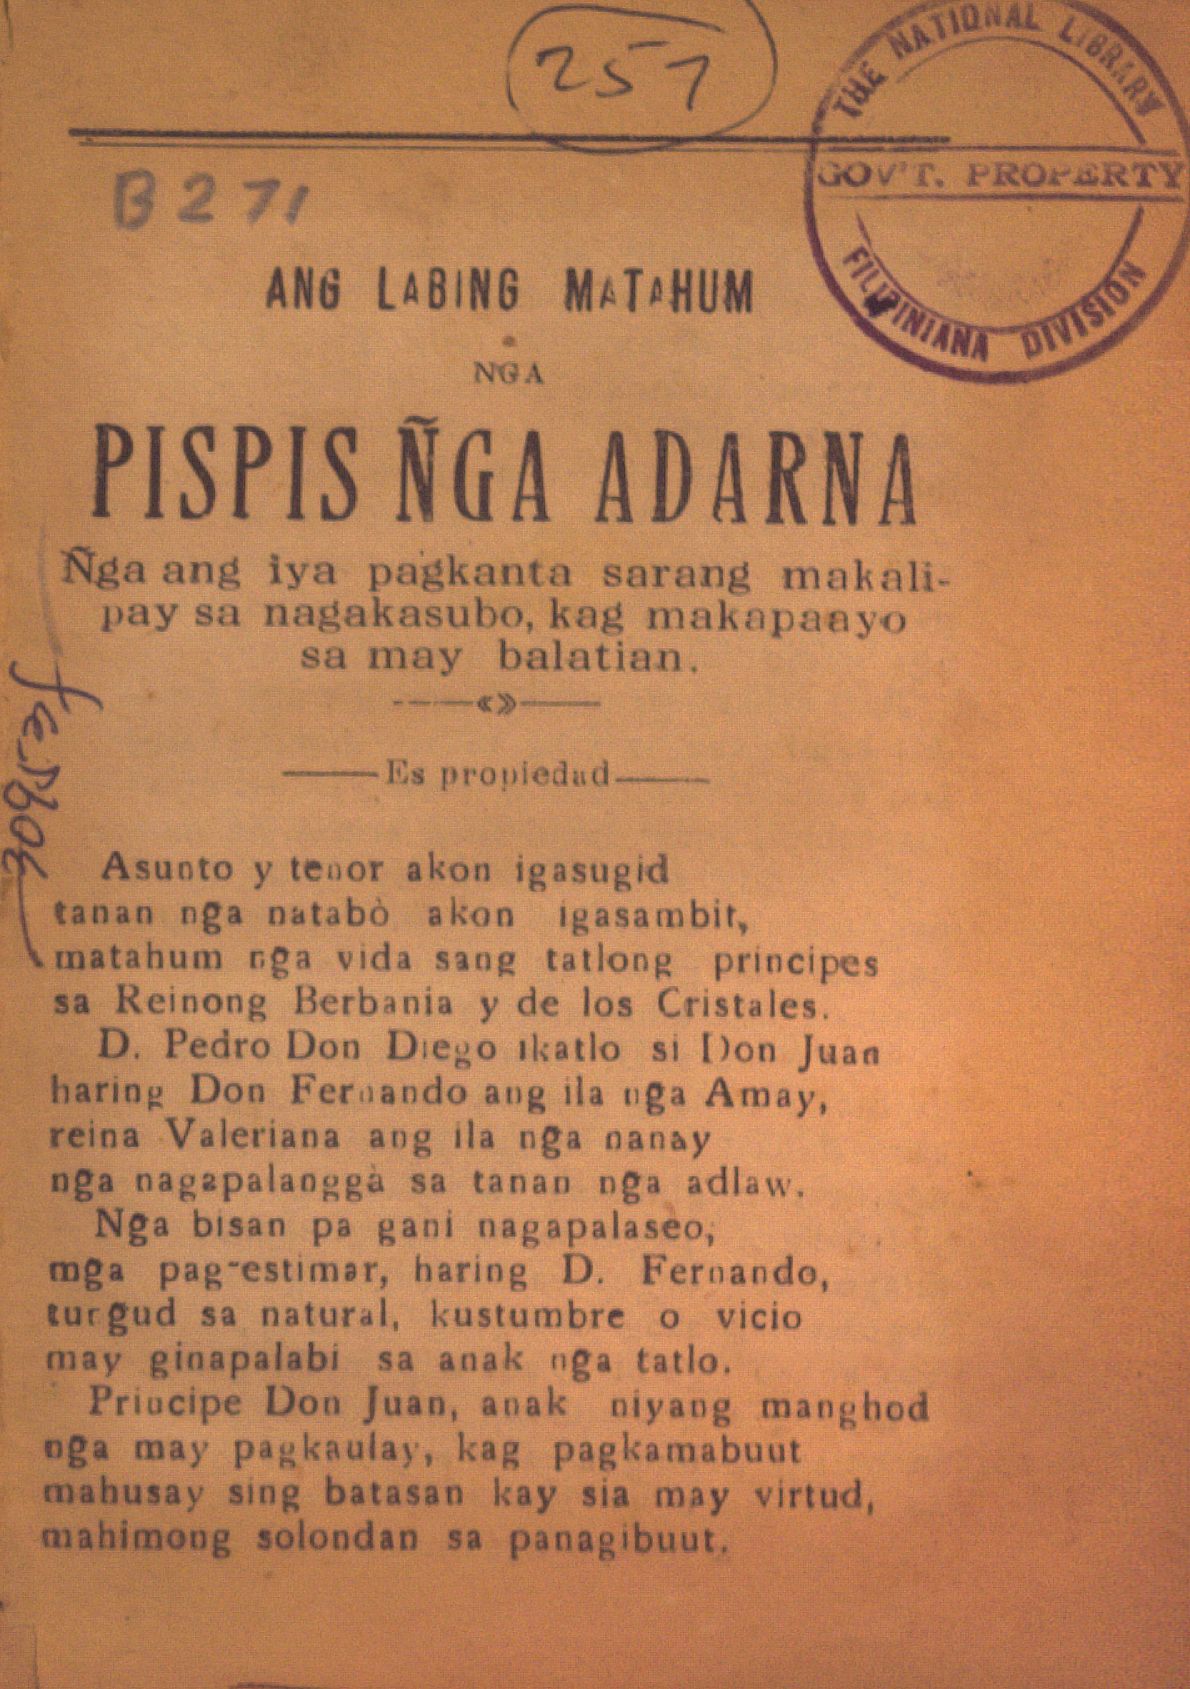 257
THE NATIONAL LIBRARY
GOV'T. PROPERTY
FILIPINIANA DIVISION
B 271
ANG LABING MATAHUM
NGA
PISPIS ÑGA ADARNA
Ñga ang iya pagkanta sarang makali-
pay sa nagakasubo, kag makapaayo
sa may balatian.
Es propiedad
Asunto y tenor akon igasugid
tanan nga natabò akon igasambit,
matahum nga vida sang tatlong principes
sa Reinong Berbania y de los Cristales.
D. Pedro Don Diego ikatlo si Don Juan
haring Don Fernando ang ila nga Amay,
reina Valeriana ang ila nga nanay
nga nagapalanggà sa tanan nga adlaw.
Nga bisan pa gani nagapalaseo,
mga pag-estimar, haring D. Fernando,
tungud sa natural, kustumbre o vicio
may ginapalabi sa anak nga tatlo.
Principe Don Juan, anak niyang manghod
nga may pagkaulay, kag pagkamabuut
mahusay sing batasan kay sia may virtud,
mahimong solondan sa panagibuut.